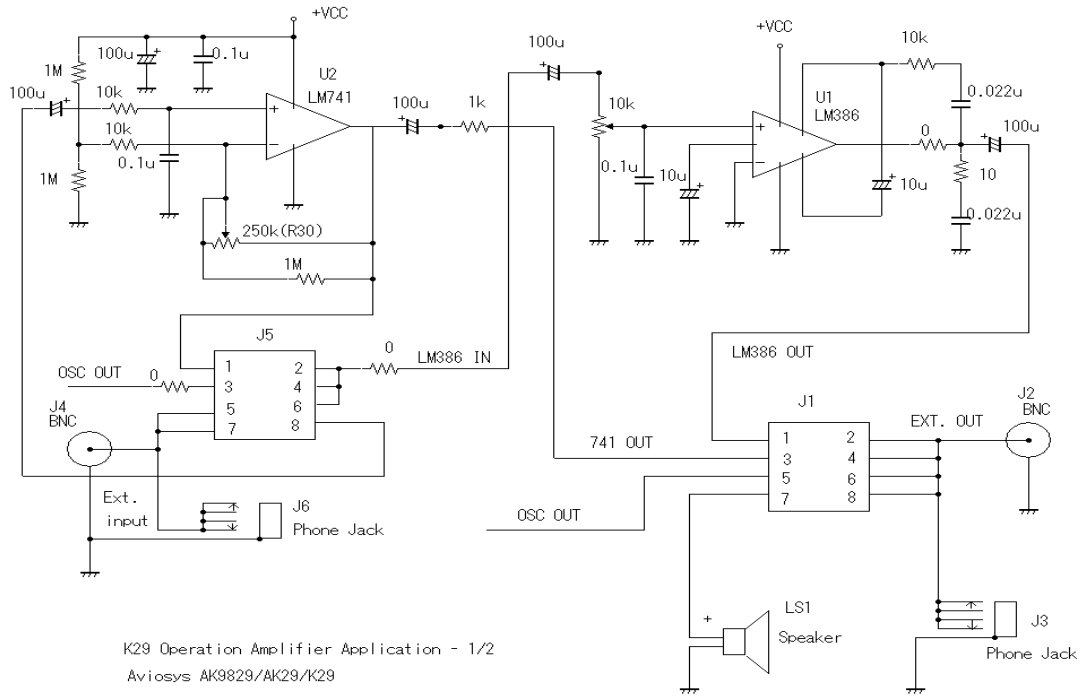 +VCC
+VCC
100u
0.1u
100u
10k
1M
U2
LM741
100u
10k
100u
1k
10k
U1
LM386
0.022u
100u
10k
0
0.1u
1M
0.1u
10u
10u
10
0.022u
250k(R30)
1M
J5
0
LM386 IN
LM386 OUT
OSC OUT
0
1 2
3 4
5 6
7 8
J4
BNC
J1
J2
BNC
EXT. OUT
741 OUT
1 2
3 4
5 6
7 8
Ext.
input
J6
Phone Jack
OSC OUT
LS1
Speaker
+
J3
Phone Jack
K29 Operation Amplifier Application - 1/2
Aviosys AK9829/AK29/K29